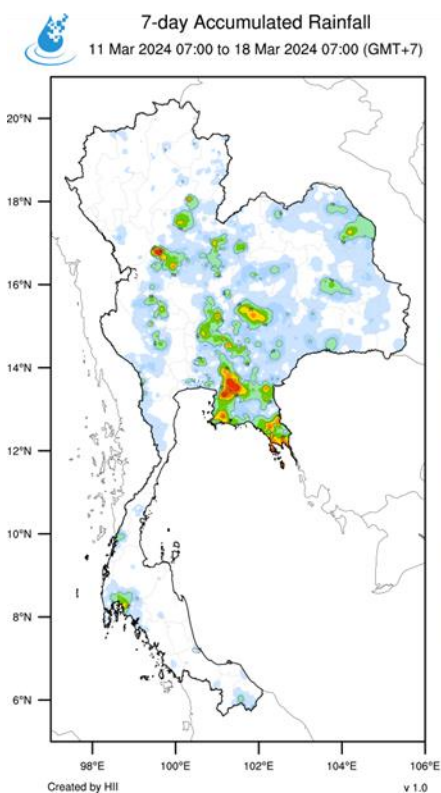 7-day Accumulated Rainfall
11 Mar 2024 07:00 to 18 Mar 2024 07:00 (GMT+7)
20°N
18°N
16°N
14°N
12°N
10°N
8°N
6°N
98°E 100°E 102°E 104°E 106°E
Created by HII v 1.0